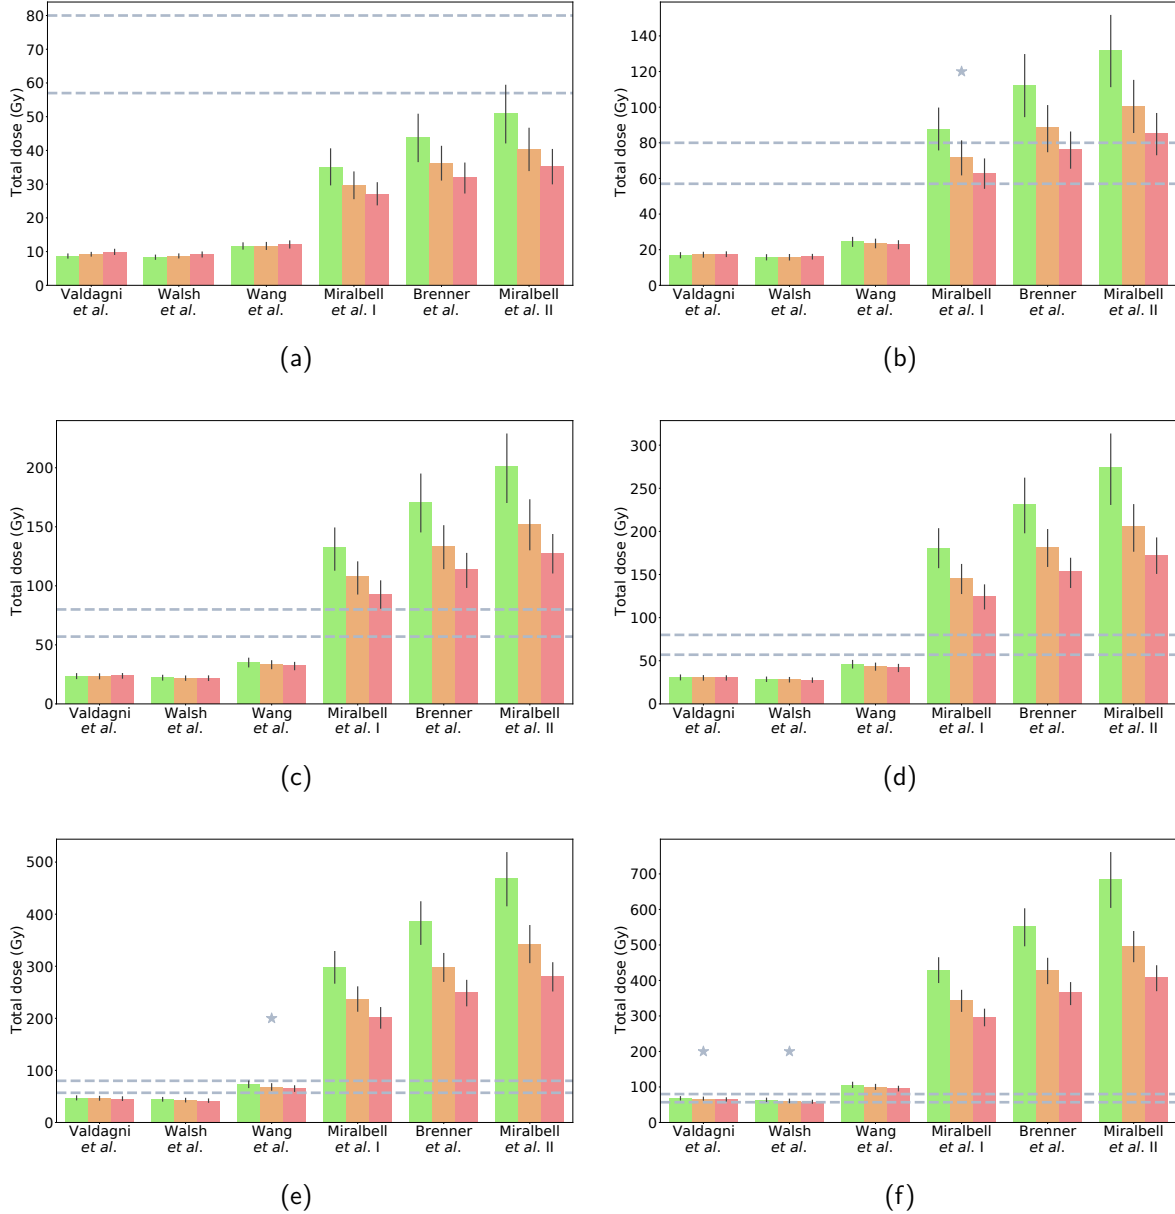 80
70
60
50
40
30
20
10
0
Total dose (Gy)
Valdagni
et al.
Walsh
et al.
Wang
et al.
Miralbell
et al. I
Brenner
et al.
Miralbell
et al. II
(a)
140
120
100
80
60
40
20
0
Total dose (Gy)
Valdagni
et al.
Walsh
et al.
Wang
et al.
Miralbell
et al. I
Brenner
et al.
Miralbell
et al. II
(b)
200
150
100
50
0
Total dose (Gy)
Valdagni
et al.
Walsh
et al.
Wang
et al.
Miralbell
et al. I
Brenner
et al.
Miralbell
et al. II
(c)
300
250
200
150
100
50
0
Total dose (Gy)
Valdagni
et al.
Walsh
et al.
Wang
et al.
Miralbell
et al. I
Brenner
et al.
Miralbell
et al. II
(d)
500
400
300
200
100
0
Total dose (Gy)
Valdagni
et al.
Walsh
et al.
Wang
et al.
Miralbell
et al. I
Brenner
et al.
Miralbell
et al. II
(e)
700
600
500
400
300
200
100
0
Total dose (Gy)
Valdagni
et al.
Walsh
et al.
Wang
et al.
Miralbell
et al. I
Brenner
et al.
Miralbell
et al. II
(f)